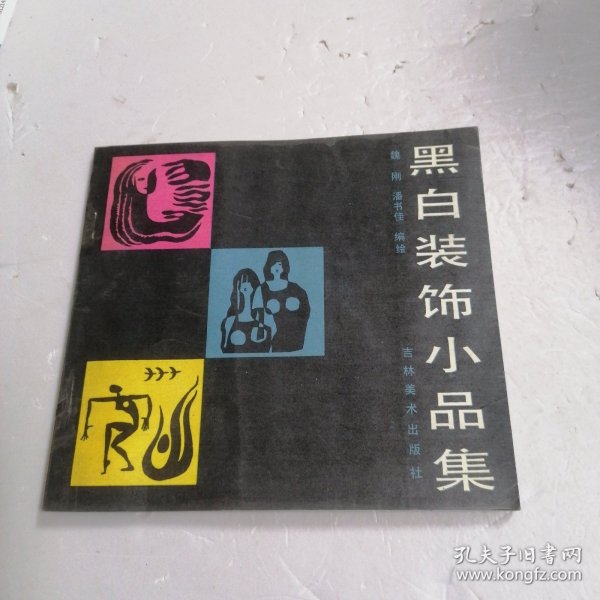 黑白装饰小品集
魏刚 潘书佳 编绘
吉林美术出版社
孔夫子旧书网
www.kongfz.com